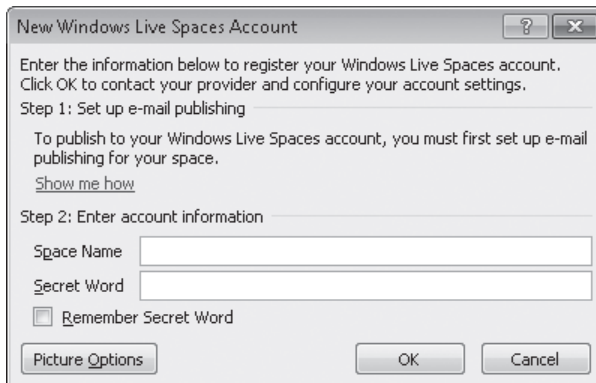 New Windows Live Spaces Account
Enter the information below to register your Windows Live Spaces account.
Click OK to contact your provider and configure your account settings.
Step 1: Set up e-mail publishing
To publish to your Windows Live Spaces account, you must first set up e-mail
publishing for your space.
Show me how
Step 2: Enter account information
Space Name
Secret Word
Remember Secret Word
Picture Options
OK
Cancel